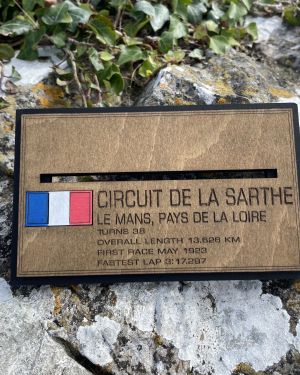 CIRCUIT DE LA SARTHE
LE MANS, PAYS DE LA LOIRE
TURNS 38
OVERALL LENGTH 13.626 KM
FIRST RACE MAY 1923
FASTEST LAP 3:17.297